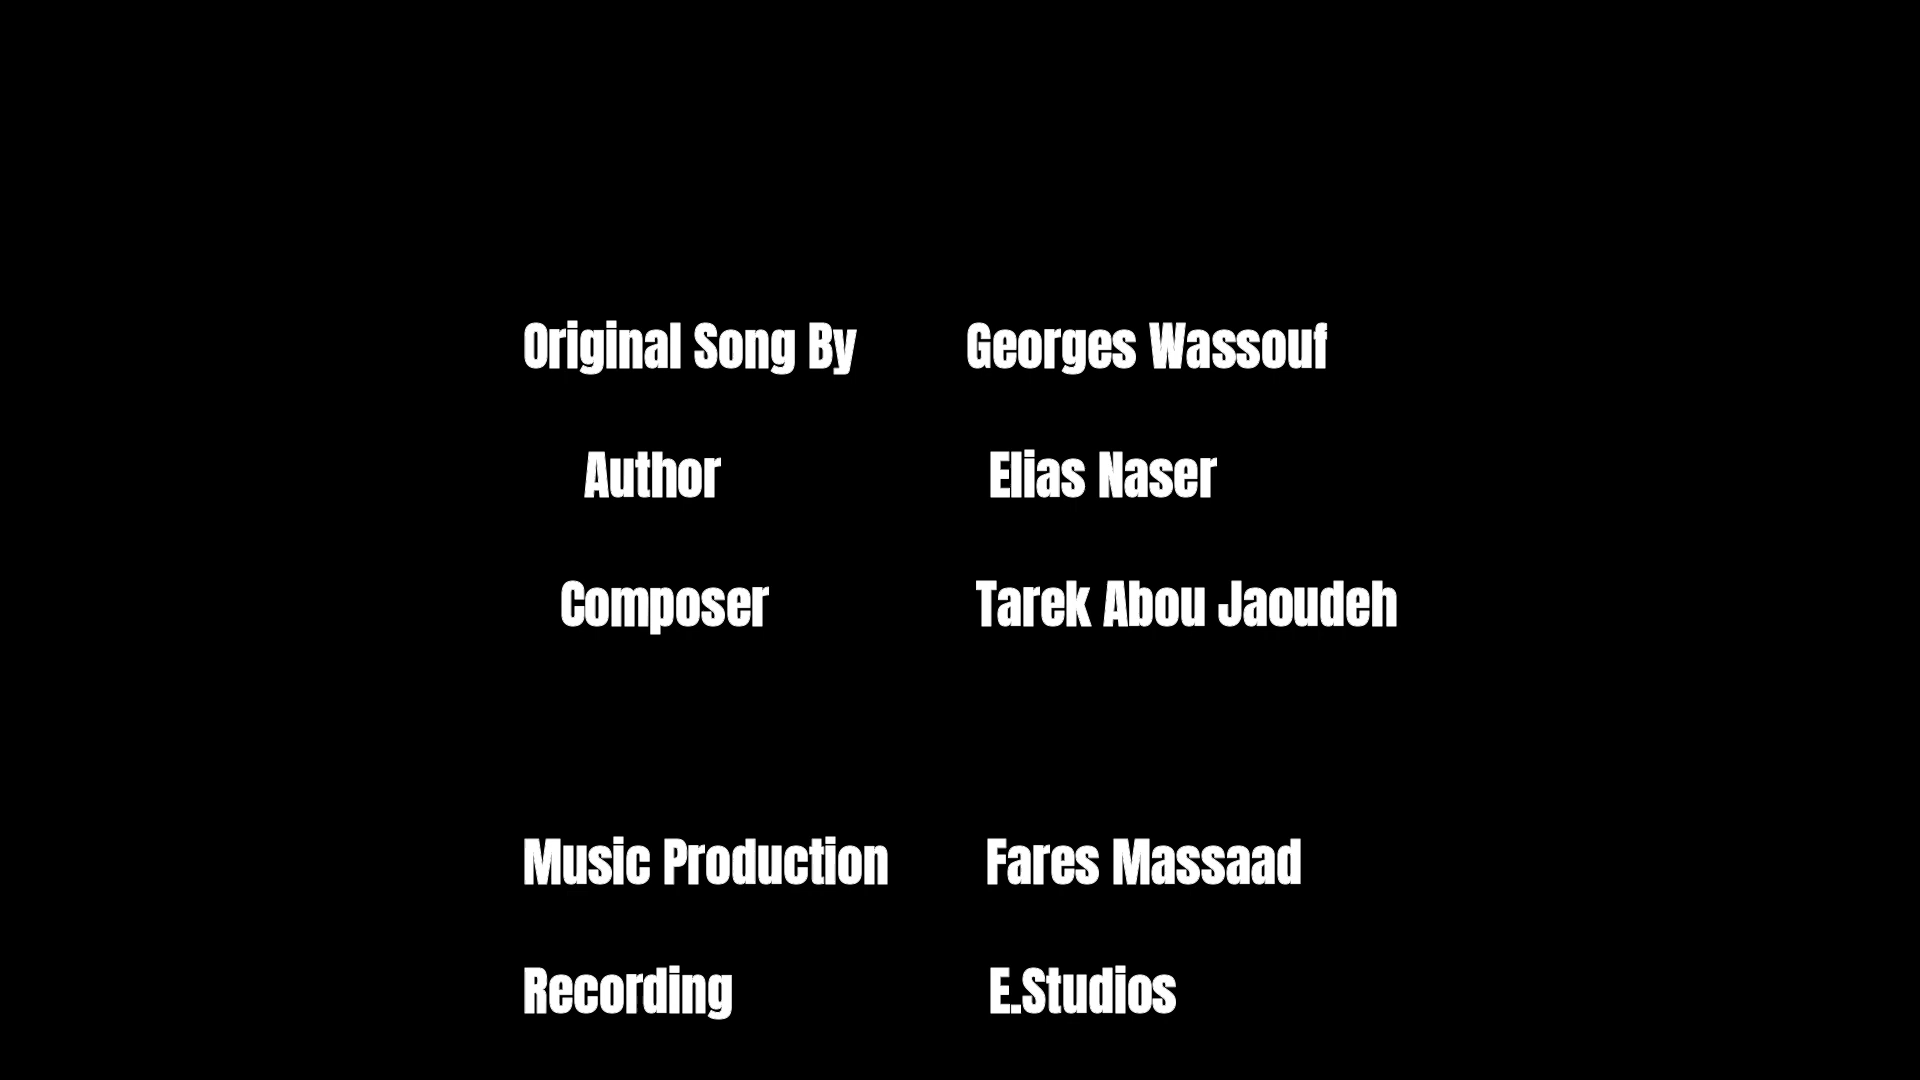 Original Song By Georges Wassouf
Author Elias Naser
Composer Tarek Abou Jaoudeh
Music Production Fares Massaad
Recording E.Studios